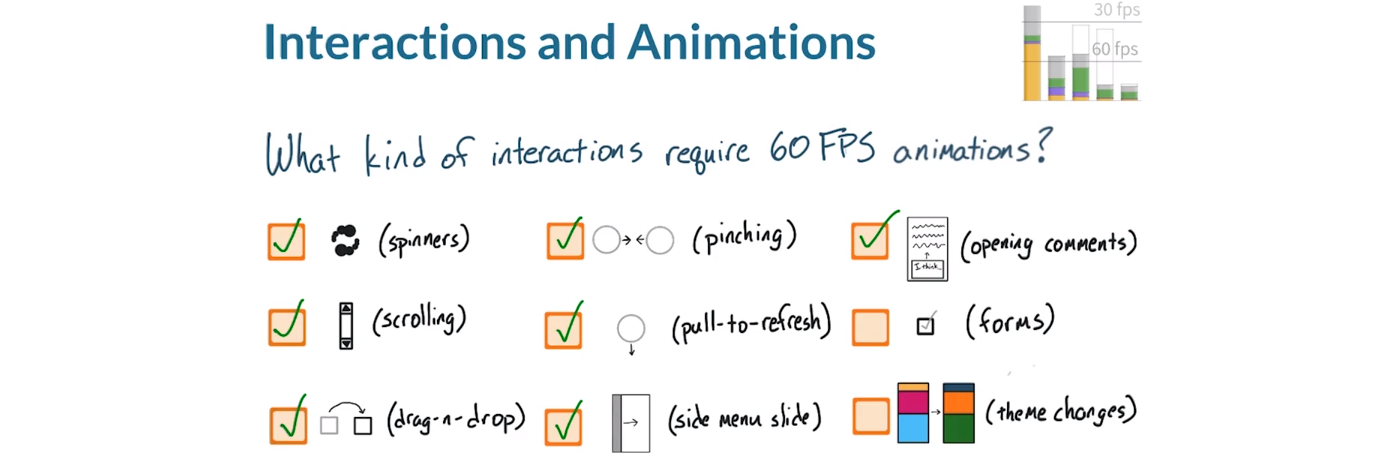 Interactions and Animations
30 fps
60 fps
What kind of interactions require 60 FPS animations?
(spinners)
(pinching)
I think...
(opening comments)
(scrolling)
(pull-to-refresh)
(forms)
(drag-n-drop)
(side menu slide)
(theme changes)